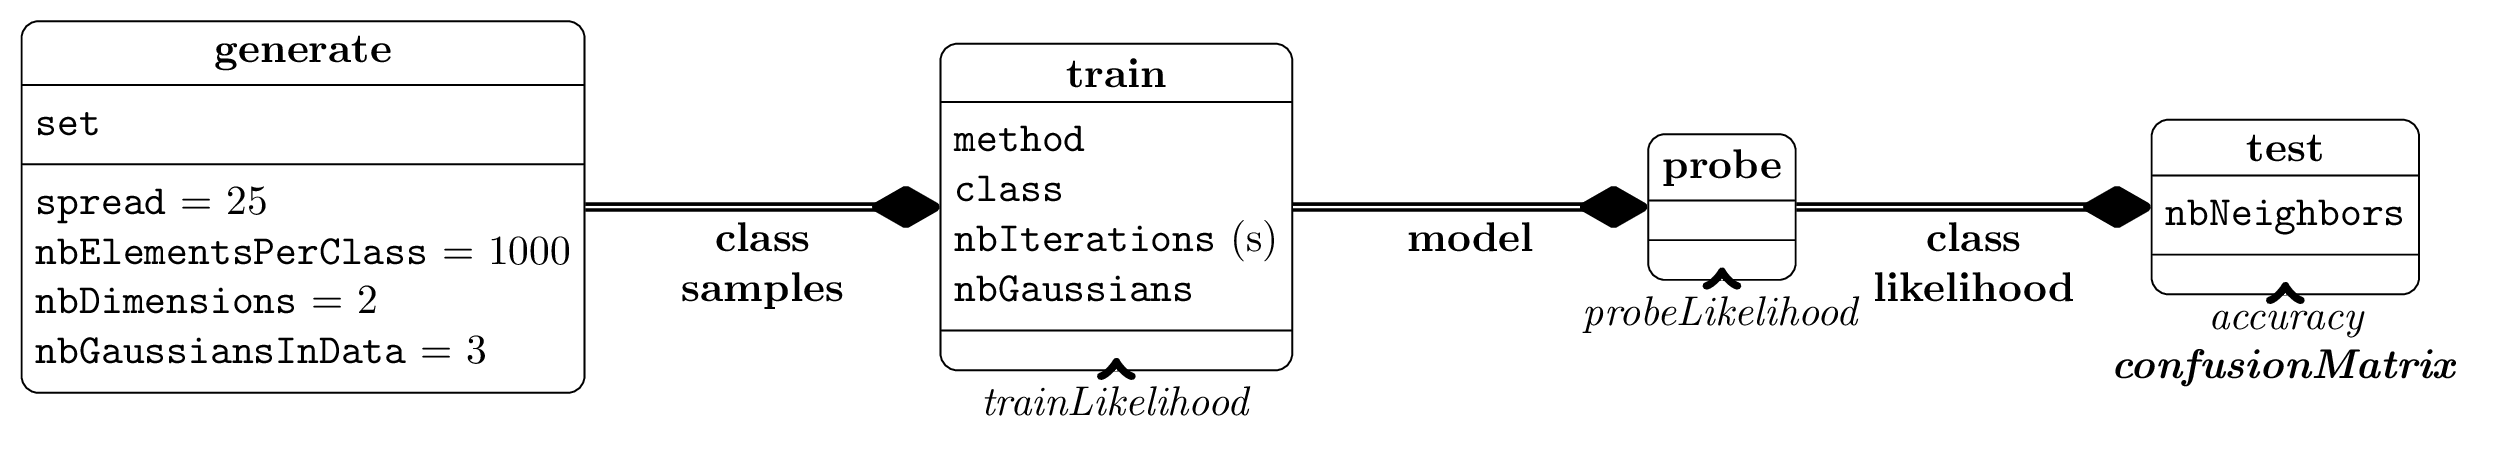 generate
set
spread = 25
nbElementsPerClass = 1000
nbDimensions = 2
nbGaussiansInData = 3
class
samples
train
method
class
nbIterations (s)
nbGaussians
trainLikelihood
model
probe
probeLikelihood
class
likelihood
test
nbNeighbors
accuracy
confusionMatrix